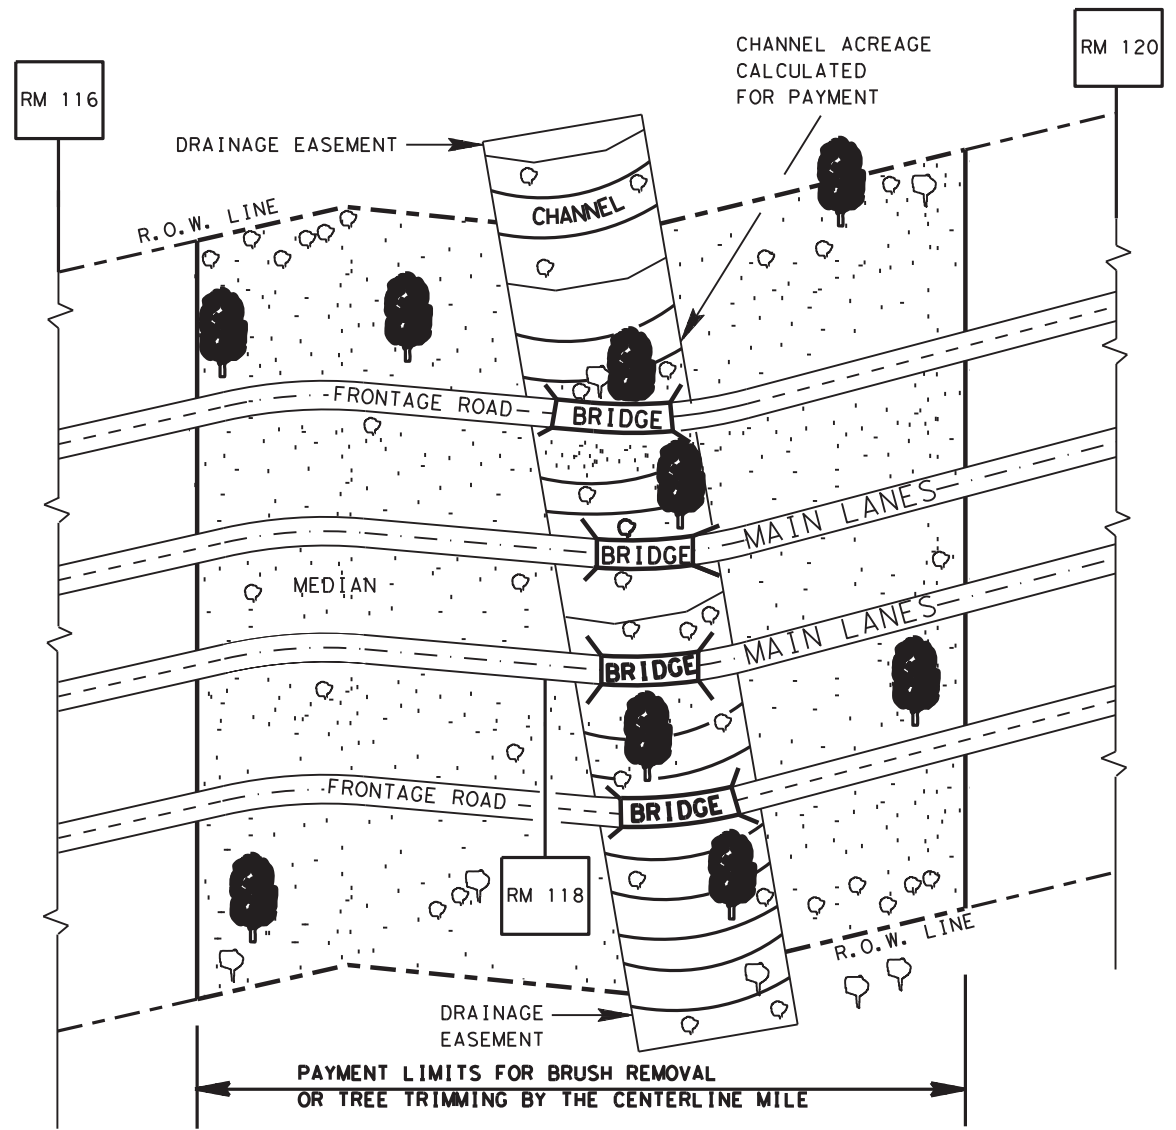 RM 120
CHANNEL ACREAGE
CALCULATED
FOR PAYMENT
RM 116
DRAINAGE EASEMENT
R.O.W. LINE
CHANNEL
FRONTAGE ROAD
BRIDGE
MAIN LANES
BRIDGE
MEDIAN
MAIN LANES
BRIDGE
FRONTAGE ROAD
BRIDGE
RM 118
R.O.W. LINE
DRAINAGE
EASEMENT
PAYMENT LIMITS FOR BRUSH REMOVAL
OR TREE TRIMMING BY THE CENTERLINE MILE